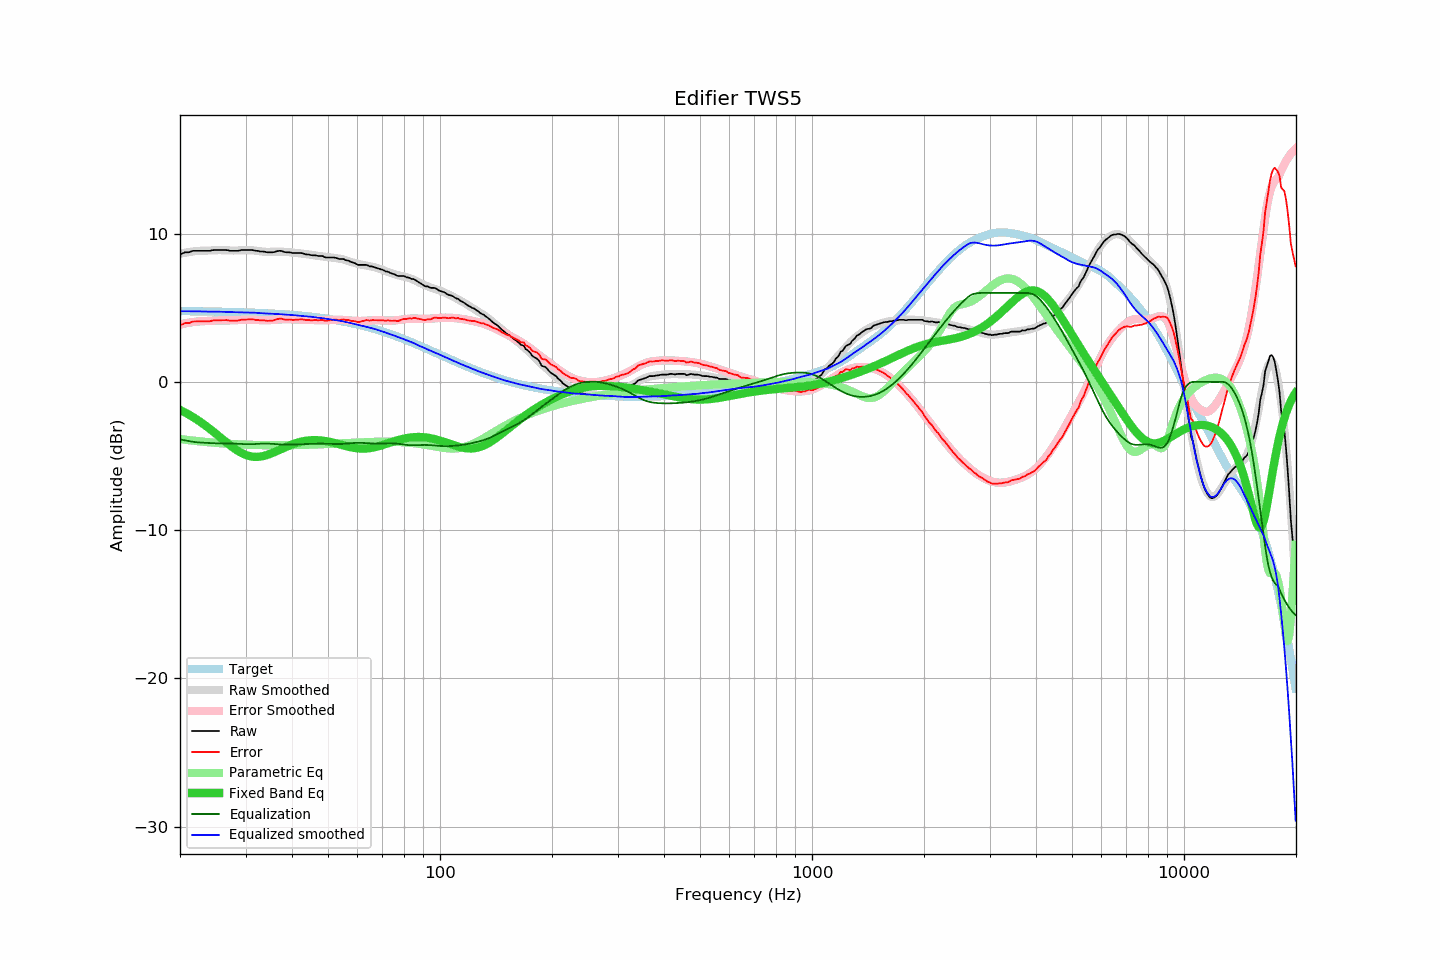 Edifier TWS5
Amplitude (dBr)
10
0
−10
−20
−30
Target
Raw Smoothed
Error Smoothed
Raw
Error
Parametric Eq
Fixed Band Eq
Equalization
Equalized smoothed
100
1000
10000
Frequency (Hz)